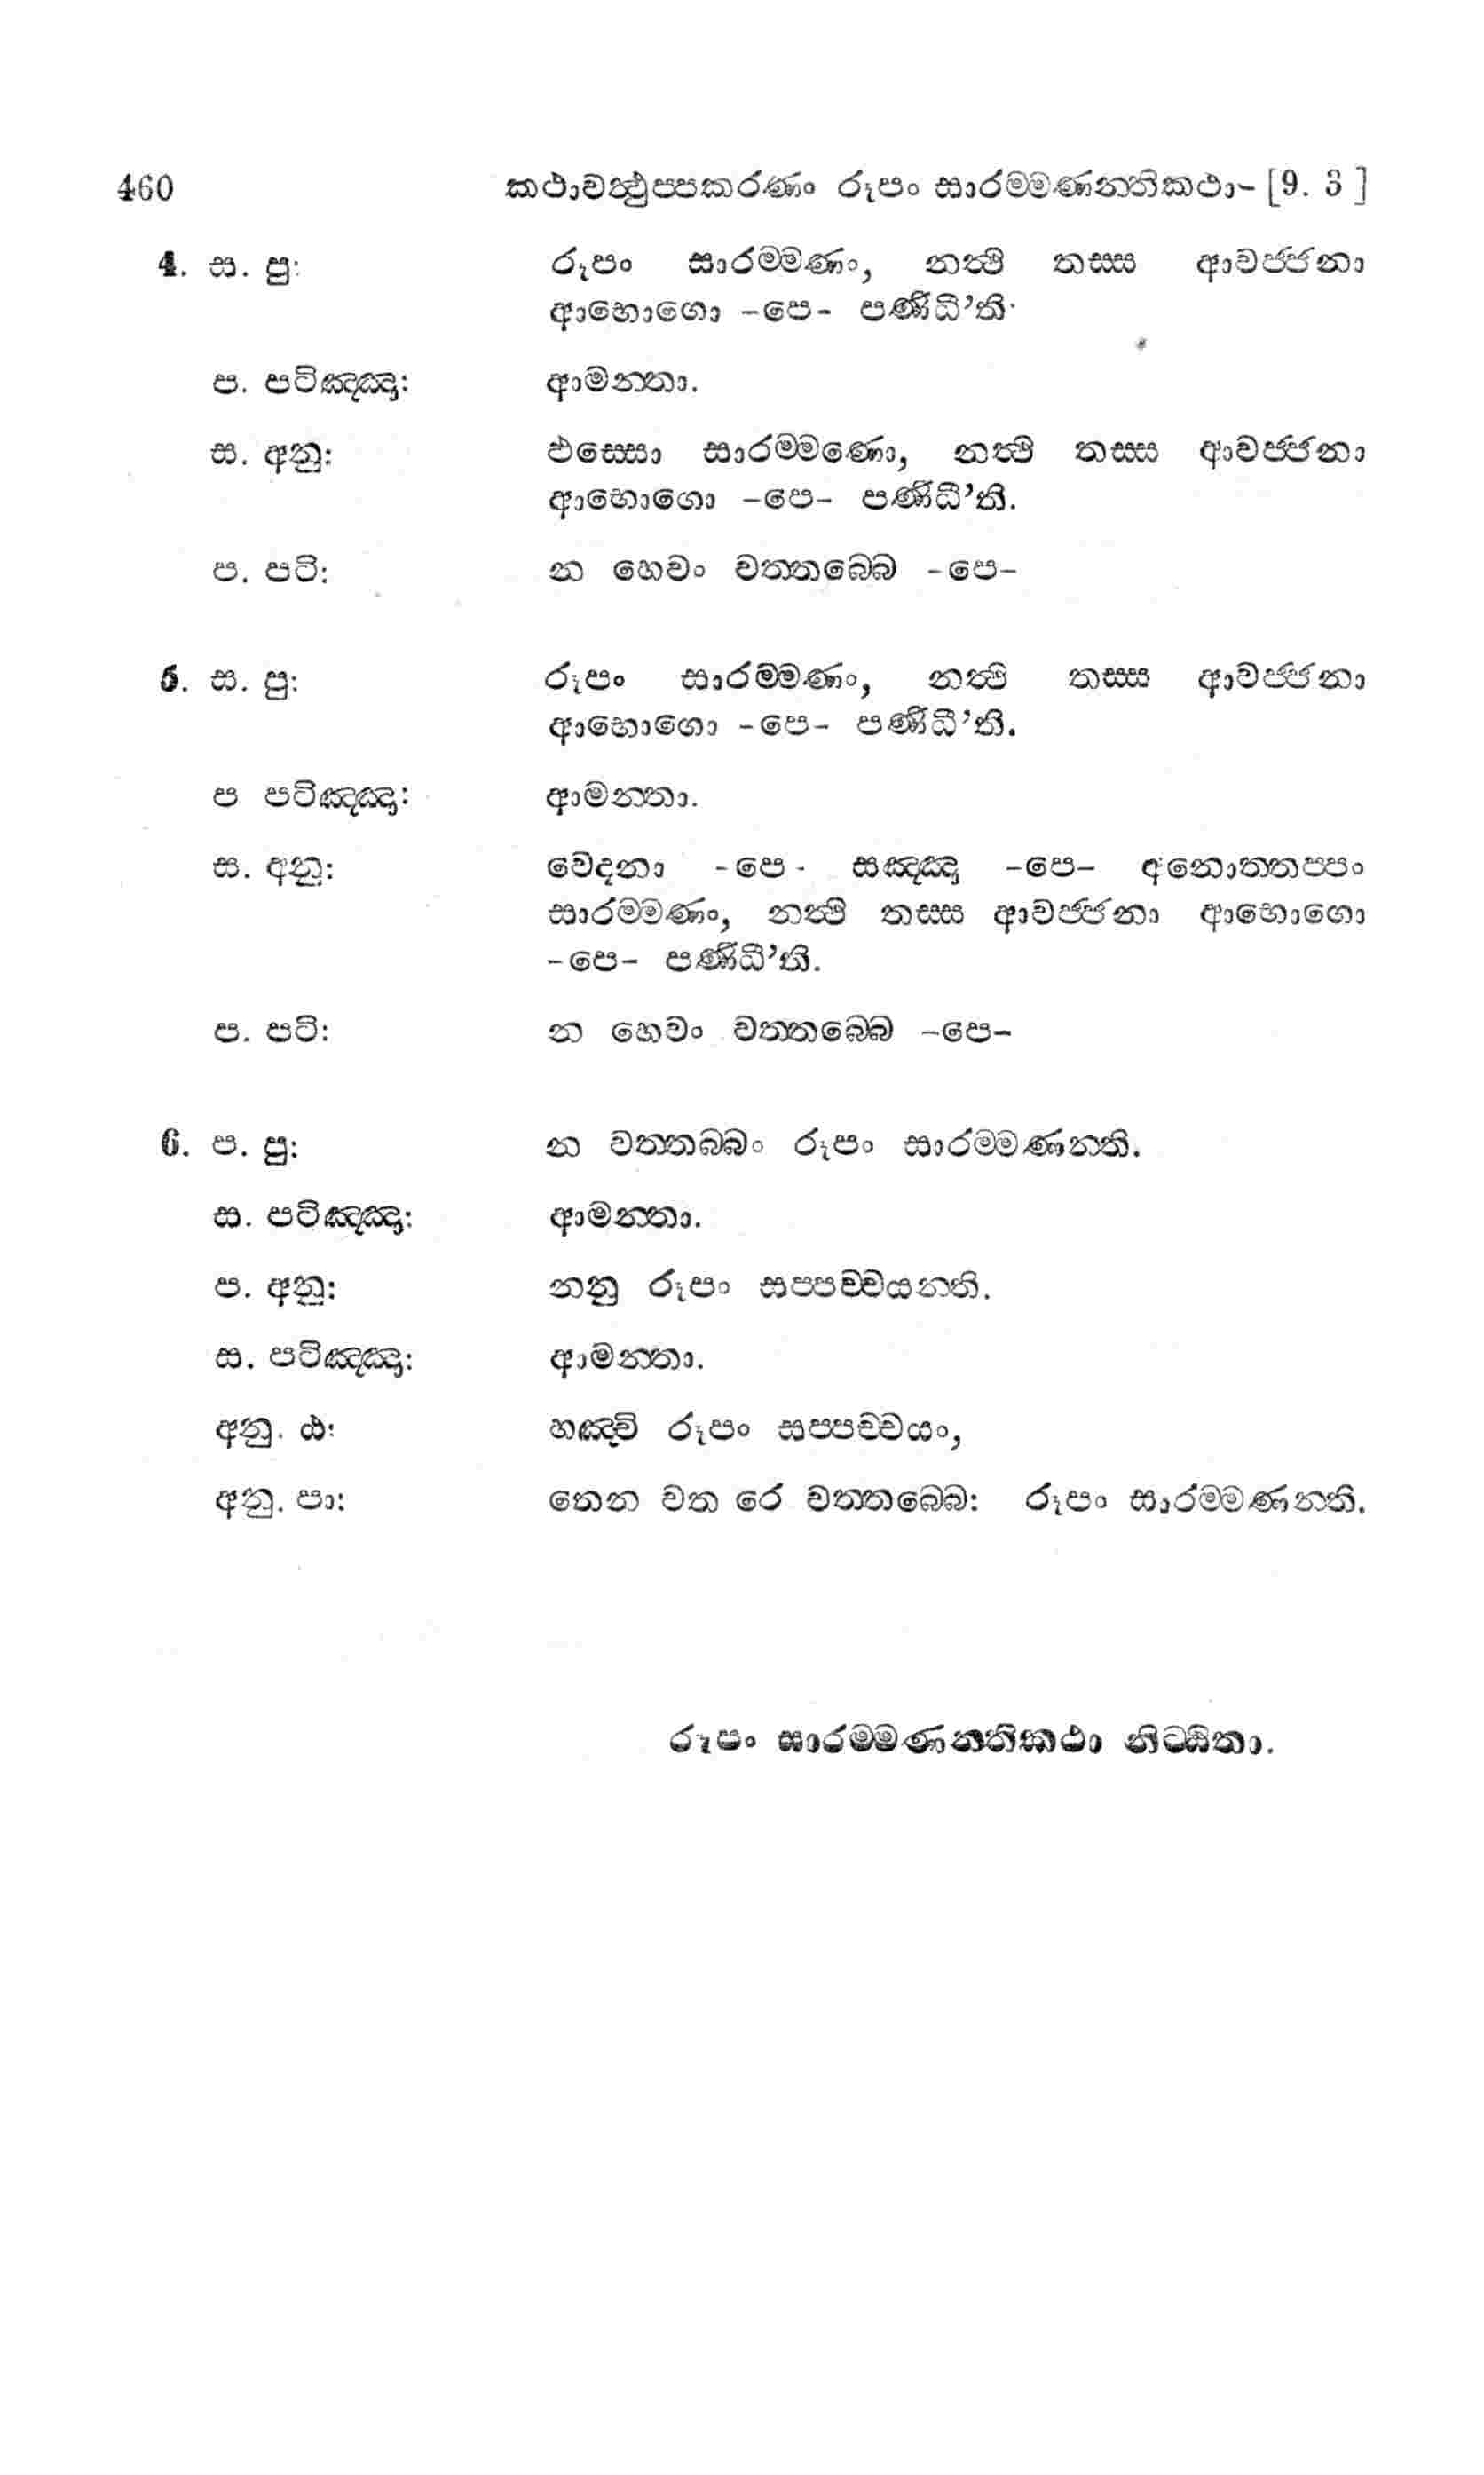 460 කථාවත්‍ථුප‍්පකරණං රූපං සාරම‍්මණන‍්තිකථා- [9. 3 ]
4. ස. පු: රූපං සාරම‍්මණං, නත්‍ථි තස‍්ස ආවජ‍්ජනා
ආභොගො -පෙ- පණිධී’ති.
ප. පටිඤ‍්ඤා: ආමන‍්තා.
ස. අනු: ඵස‍්සො සාරම‍්මණො, නත්‍ථි තස‍්ස ආවජ‍්ජනා
ආභොගො -පෙ- පණිධී’ති.
ප. පටි: න හෙවං වත‍්තබ‍්බෙ -පෙ-
5. ස. පු: රූපං සාරම‍්මණං, නත්‍ථි තස‍්ස ආවජ‍්ජනා
ආභොගො -පෙ- පණිධී’ති.
ප පටිඤ‍්ඤා: ආමන‍්තා.
ස. අනු: වෙදනා -පෙ- සඤ‍්ඤා -පෙ- අනොත‍්තප‍්පං
සාරම‍්මණං, නත්‍ථි තස‍්ස ආවජ‍්ජනා ආභොගො
-පෙ- පණිධී’ති.
ප. පටි: න හෙවං වත‍්තබ‍්බෙ -පෙ-
6. ප. පු: න වත‍්තබ‍්බං රූපං සාරම‍්මණන‍්ති.
ස. පටිඤ‍්ඤා: ආමන‍්තා.
ප. අනු: නනු රූපං සප‍්පච‍්චයන‍්ති.
ස. පටිඤ‍්ඤා: ආමන‍්තා.
අනු. ඨ: හඤ‍්චි රූපං සප‍්පච‍්චයං,
අනු. පා: තෙන වත රෙ වත‍්තබ‍්බෙ: රූපං සාරම‍්මණන‍්ති.
රූපං සාරම‍්මණන‍්තිකථා නිට‍්ඨිතා.